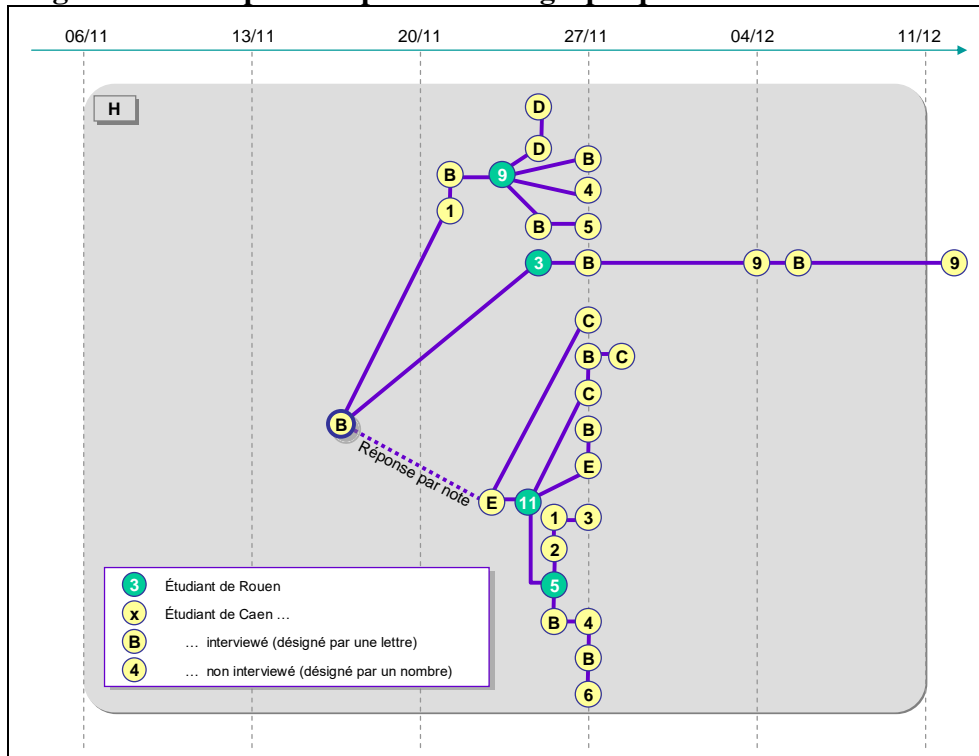 06/11 13/11 20/11 27/11 04/12 11/12
H
D
D
B 9 B
4
1
B 5
3 B 9 B 9
C
B C
C
B
B
Réponse par note
E
E 11
1 3
2
5
B 4
B
6
3 Étudiant de Rouen
x Étudiant de Caen …
B … interviewé (désigné par une lettre)
4 … non interviewé (désigné par un nombre)